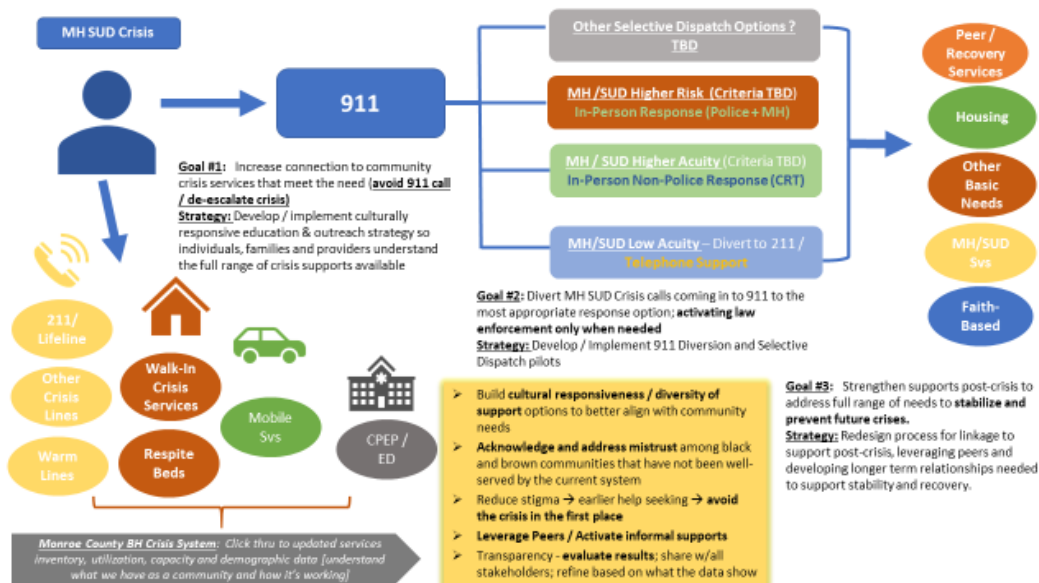 MH SUD Crisis
911
Other Selective Dispatch Options ?
TBD
MH /SUD Higher Risk (Criteria TBD)
In-Person Response (Police + MH)
MH / SUD Higher Acuity (Criteria TBD)
In-Person Non-Police Response (CRT)
MH/SUD Low Acuity – Divert to 211 /
Telephone Support
Peer /
Recovery
Services
Housing
Other
Basic
Needs
MH/SUD
Svs
Faith-
Based
Goal #1: Increase connection to community
crisis services that meet the need (avoid 911 call
/ de-escalate crisis)
Strategy: Develop / implement culturally
responsive education & outreach strategy so
individuals, families and providers understand
the full range of crisis supports available
Goal #2: Divert MH SUD Crisis calls coming in to 911 to the
most appropriate response option; activating law
enforcement only when needed
Strategy: Develop / Implement 911 Diversion and Selective
Dispatch pilots
Goal #3: Strengthen supports post-crisis to
address full range of needs to stabilize and
prevent future crises.
Strategy: Redesign process for linkage to
support post-crisis, leveraging peers and
developing longer term relationships needed
to support stability and recovery.
211/
Lifeline
Other
Crisis
Lines
Warm
Lines
Walk-In
Crisis
Services
Respite
Beds
Mobile
Svs
CPEP /
ED
➢ Build cultural responsiveness / diversity of
support options to better align with community
needs
➢ Acknowledge and address mistrust among black
and brown communities that have not been well-
served by the current system
➢ Reduce stigma → earlier help seeking → avoid
the crisis in the first place
➢ Leverage Peers / Activate informal supports
➢ Transparency - evaluate results; share w/all
stakeholders; refine based on what the data show
Monroe County BH Crisis System: Click thru to updated services
inventory, utilization, capacity and demographic data [understand
what we have as a community and how it's working]